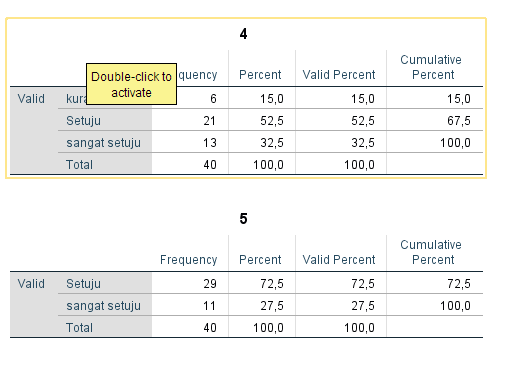 4
Double-click to activate
quency Percent Valid Percent Cumulative Percent
Valid 6 15,0 15,0 15,0
Setuju 21 52,5 52,5 67,5
sangat setuju 13 32,5 32,5 100,0
Total 40 100,0 100,0
5
Frequency Percent Valid Percent Cumulative Percent
Valid Setuju 29 72,5 72,5 72,5
sangat setuju 11 27,5 27,5 100,0
Total 40 100,0 100,0